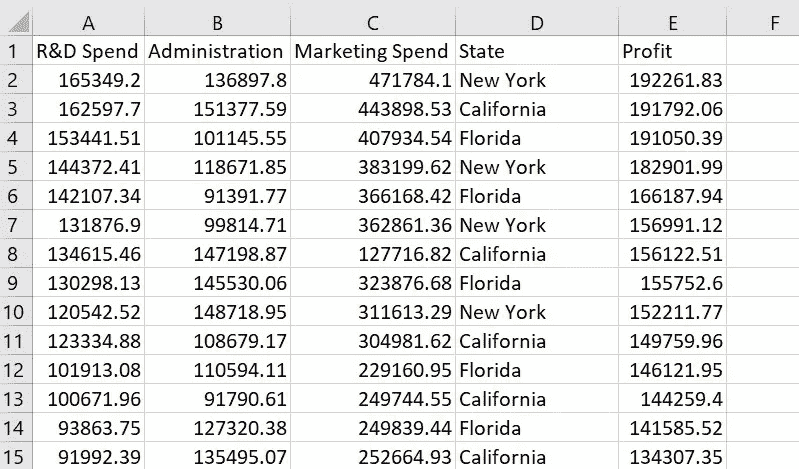 A B C D E F
1 R&D Spend Administration Marketing Spend State Profit
2 165349.2 136897.8 471784.1 New York 192261.83
3 162597.7 151377.59 443898.53 California 191792.06
4 153441.51 101145.55 407934.54 Florida 191050.39
5 144372.41 118671.85 383199.62 New York 182901.99
6 142107.34 91391.77 366168.42 Florida 166187.94
7 131876.9 99814.71 362861.36 New York 156991.12
8 134615.46 147198.87 127716.82 California 156122.51
9 130298.13 145530.06 323876.68 Florida 155752.6
10 120542.52 148718.95 311613.29 New York 152211.77
11 123334.88 108679.17 304981.62 California 149759.96
12 101913.08 110594.11 229160.95 Florida 146121.95
13 100671.96 91790.61 249744.55 California 144259.4
14 93863.75 127320.38 249839.44 Florida 141585.52
15 91992.39 135495.07 252664.93 California 134307.35